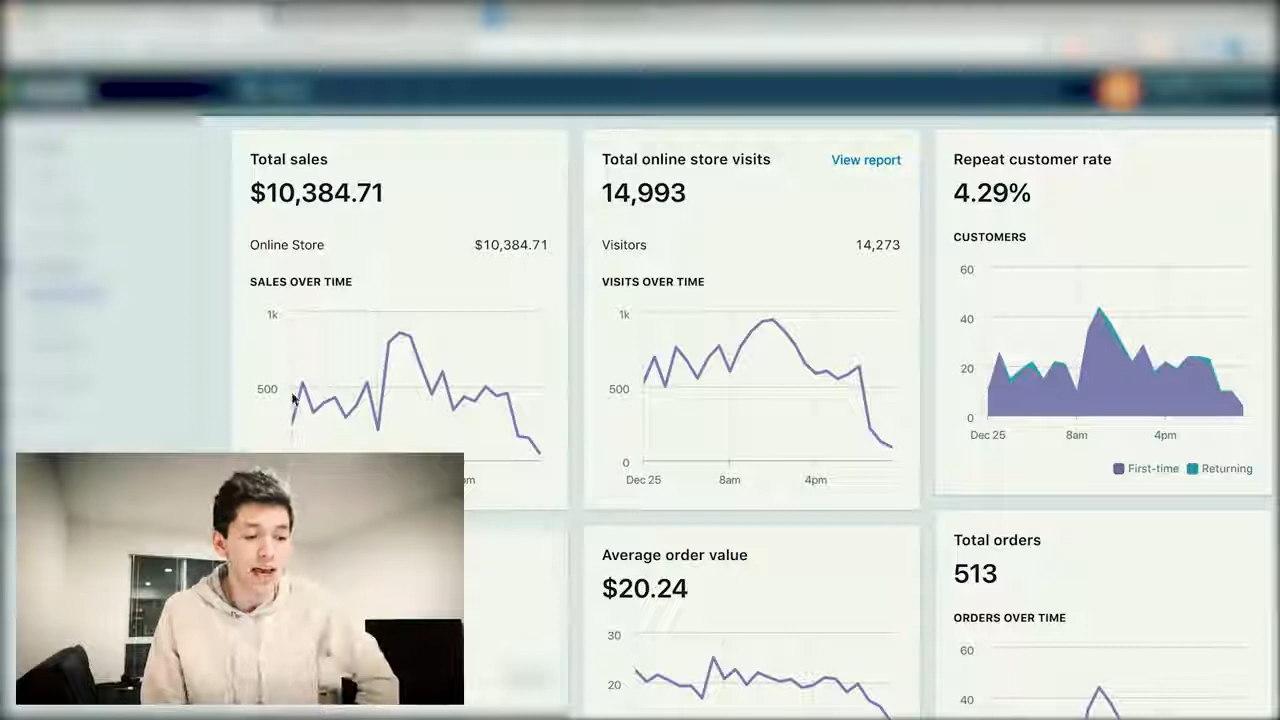 Total sales
$10,384.71
Online Store $10,384.71
SALES OVER TIME
1k
500
pm
Total online store visits View report
14,993
Visitors 14,273
VISITS OVER TIME
1k
500
0
Dec 25 8am 4pm
Repeat customer rate
4.29%
CUSTOMERS
60
40
20
0
Dec 25 8am 4pm
First-time Returning
Average order value
$20.24
30
20
Total orders
513
ORDERS OVER TIME
60
40